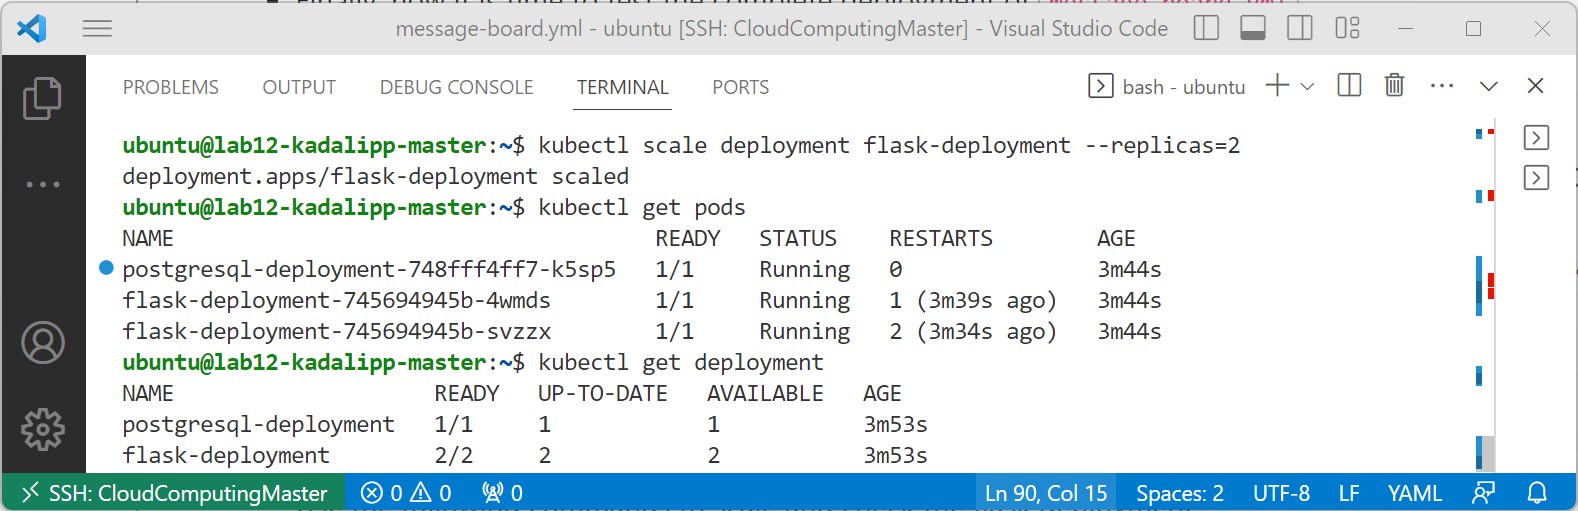 message-board.yml - ubuntu [SSH: CloudComputingMaster] - Visual Studio Code
PROBLEMS OUTPUT DEBUG CONSOLE TERMINAL PORTS bash - ubuntu
ubuntu@lab12-kadalipp-master:~$ kubectl scale deployment flask-deployment --replicas=2
deployment.apps/flask-deployment scaled
ubuntu@lab12-kadalipp-master:~$ kubectl get pods
NAME READY STATUS RESTARTS AGE
postgresql-deployment-748fff4ff7-k5sp5 1/1 Running 0 3m44s
flask-deployment-745694945b-4wmds 1/1 Running 1 (3m39s ago) 3m44s
flask-deployment-745694945b-svzzx 1/1 Running 2 (3m34s ago) 3m44s
ubuntu@lab12-kadalipp-master:~$ kubectl get deployment
NAME READY UP-TO-DATE AVAILABLE AGE
postgresql-deployment 1/1 1 1 3m53s
flask-deployment 2/2 2 2 3m53s
SSH: CloudComputingMaster 0 0 0 Ln 90, Col 15 Spaces: 2 UTF-8 LF YAML